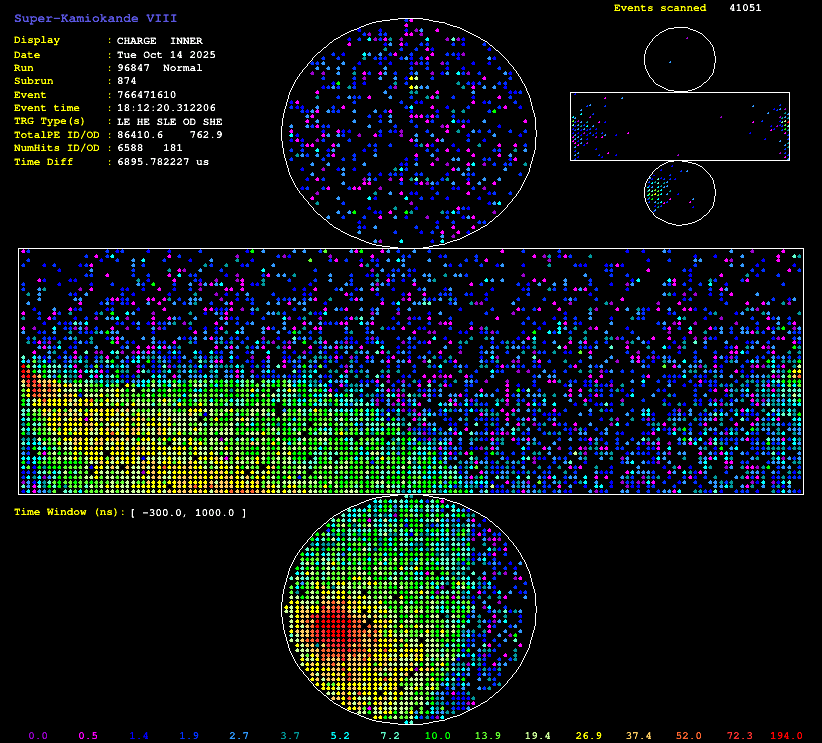 Super-Kamiokande VIII
Events scanned 41051
Display : CHARGE INNER
Date : Tue Oct 14 2025
Run : 96847 Normal
Subrun : 874
Event : 766471610
Event time : 18:12:20.312206
TRG Type(s) : LE HE SLE OD SHE
TotalPE ID/OD : 86410.6 762.9
NumHits ID/OD : 6588 181
Time Diff : 6895.782227 us
Time Window (ns): [ -300.0, 1000.0 ]
0.0 0.5 1.4 1.9 2.7 3.7 5.2 7.2 10.0 13.9 19.4 26.9 37.4 52.0 72.3 194.0